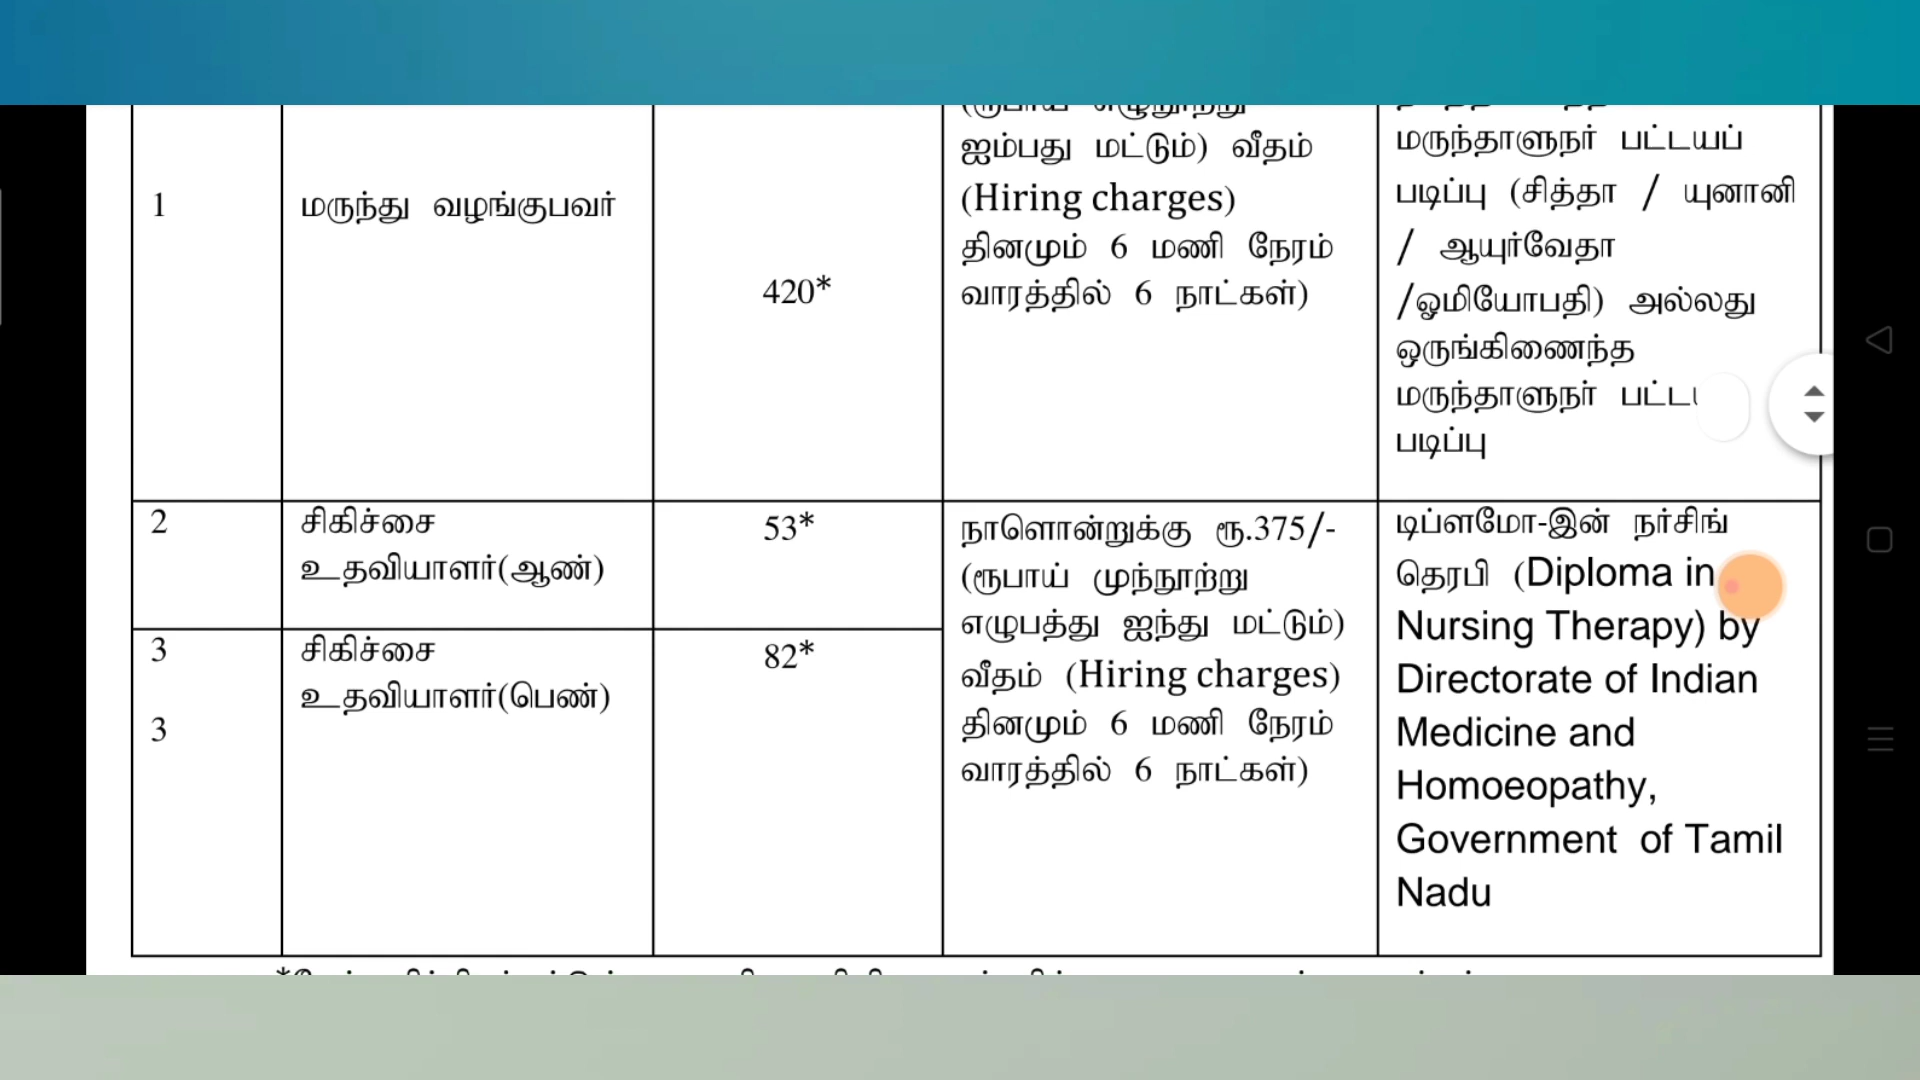 1
மருந்து வழங்குபவர்
420*
ஐம்பது மட்டும்) வீதம்
(Hiring charges)
தினமும் 6 மணி நேரம்
வாரத்தில் 6 நாட்கள்)
மருந்தாளுநர் பட்டயப்
படிப்பு (சித்தா / யுனானி
/ ஆயுர்வேதா
/ஓமியோபதி) அல்லது
ஒருங்கிணைந்த
மருந்தாளுநர்
படிப்பு
2
சிகிச்சை
உதவியாளர்(ஆண்)
53*
நாளொன்றுக்கு ரூ.375/-
(ரூபாய் முந்நூற்று
எழுபத்து ஐந்து மட்டும்)
வீதம் (Hiring charges)
தினமும் 6 மணி நேரம்
வாரத்தில் 6 நாட்கள்)
டிப்ளமோ-இன் நர்சிங்
தெரபி (Diploma in
Nursing Therapy) by
Directorate of Indian
Medicine and
Homoeopathy,
Government of Tamil
Nadu
3
சிகிச்சை
உதவியாளர்(பெண்)
82*
3